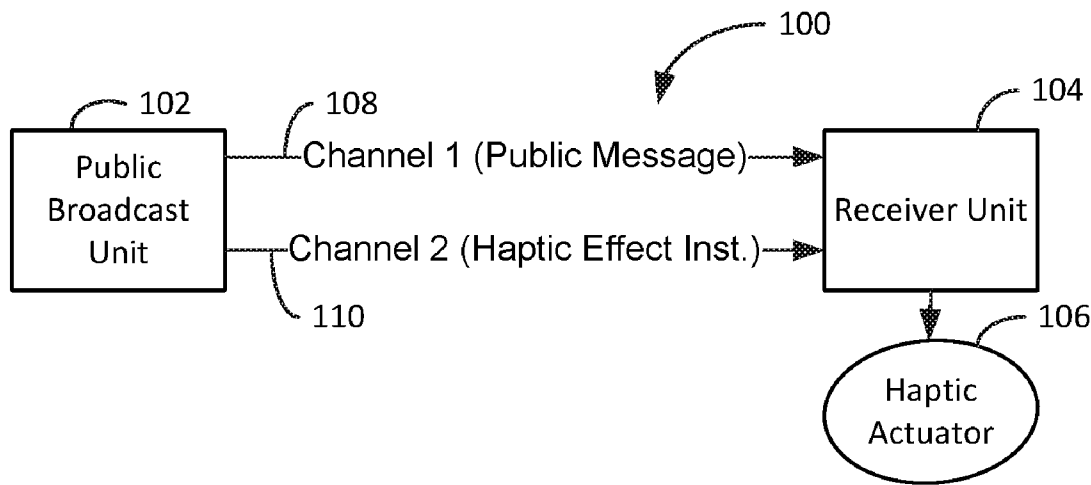 100
102
108
104
Public
Broadcast
Unit
Channel 1 (Public Message)
Receiver Unit
Channel 2 (Haptic Effect Inst.)
110
106
Haptic
Actuator